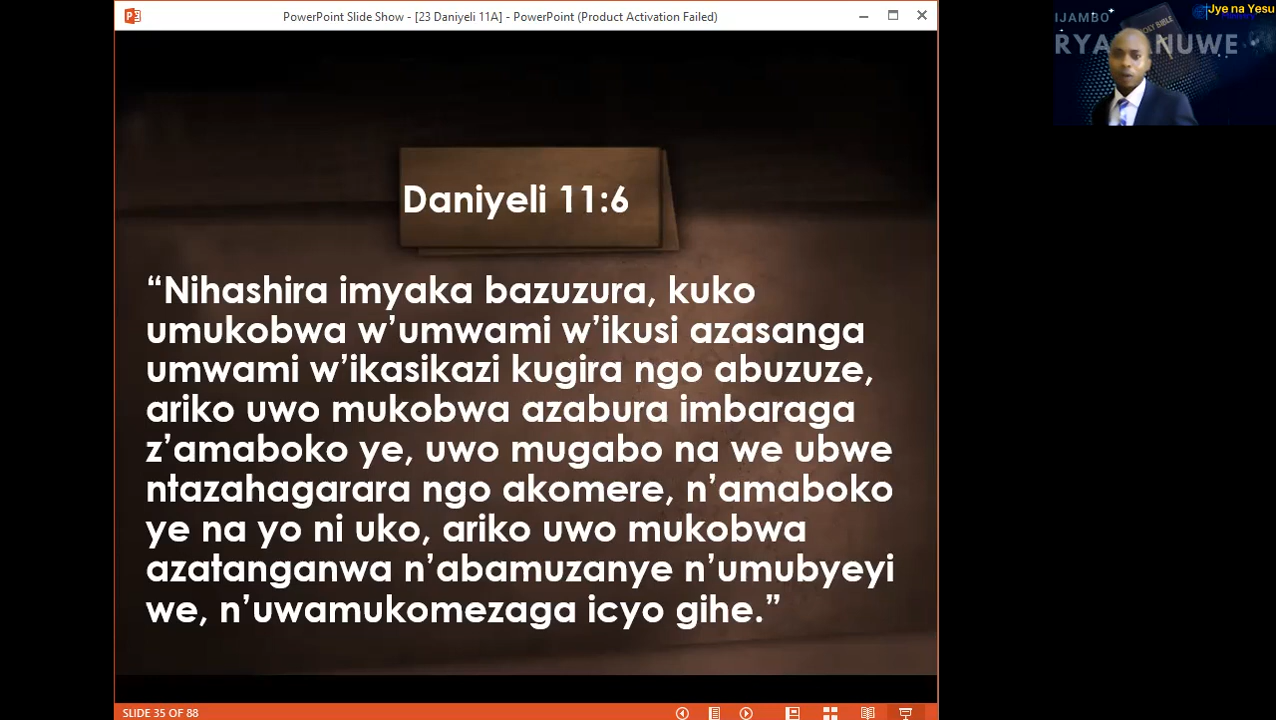 PowerPoint Slide Show - [23 Daniyeli 11A] - PowerPoint (Product Activation Failed)
Daniyeli 11:6
“Nihashira imyaka bazuzura, kuko
umukobwa w’umwami w’ikusi azasanga
umwami w’ikasikazi kugira ngo abuzuze,
ariko uwo mukobwa azabura imbaraga
z’amaboko ye, uwo mugabo na we ubwe
ntazahagarara ngo akomere, n’amaboko
ye na yo ni uko, ariko uwo mukobwa
azatanganwa n’abamuzanye n’umubyeyi
we, n’uwamukomezaga icyo gihe.”
SLIDE 35 OF 88
Jye na Yesu
IJAMBO
HOLY BIBLE